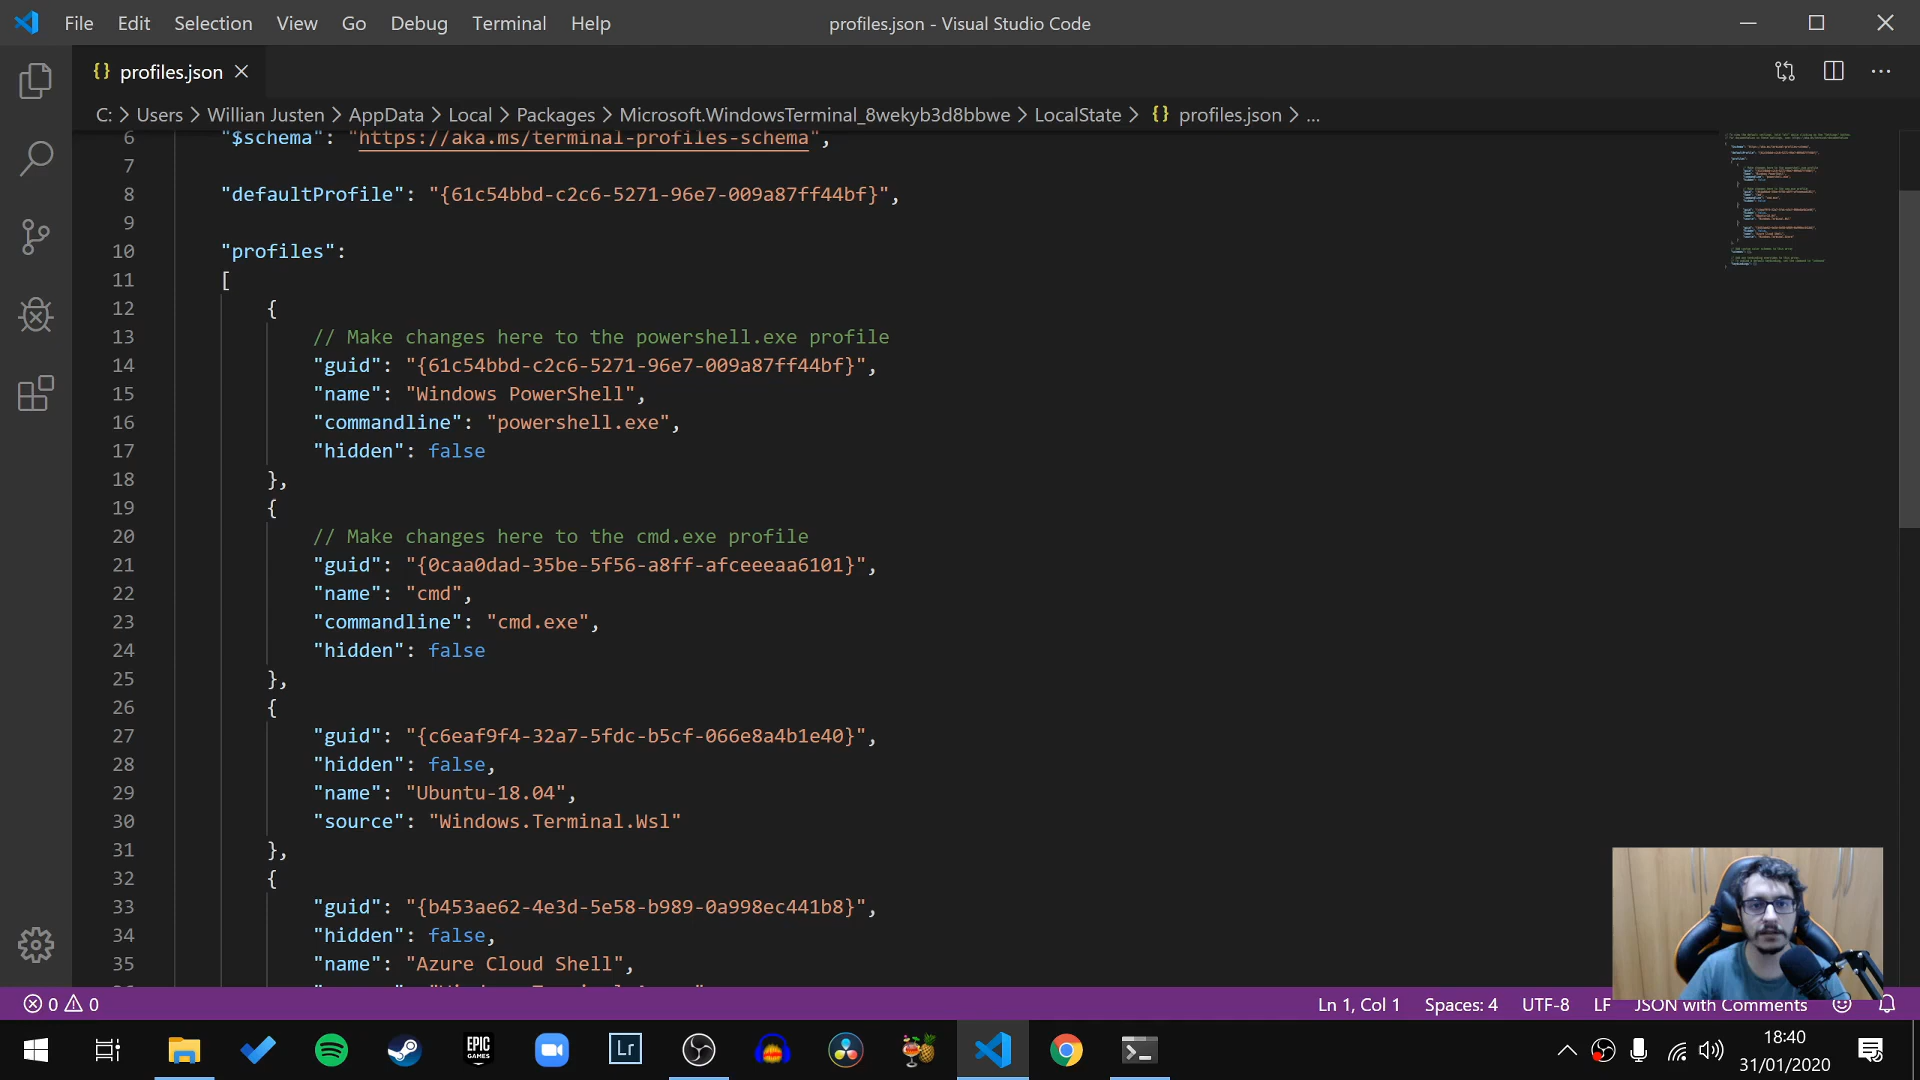 File Edit Selection View Go Debug Terminal Help profiles.json - Visual Studio Code
{} profiles.json
C: > Users > Willian Justen > AppData > Local > Packages > Microsoft.WindowsTerminal_8wekyb3d8bbwe > LocalState > {} profiles.json > ...
6 "$schema": "https://aka.ms/terminal-profiles-schema",
7
8 "defaultProfile": "{61c54bbd-c2c6-5271-96e7-009a87ff44bf}",
9
10 "profiles":
11 [
12 {
13 // Make changes here to the powershell.exe profile
14 "guid": "{61c54bbd-c2c6-5271-96e7-009a87ff44bf}",
15 "name": "Windows PowerShell",
16 "commandline": "powershell.exe",
17 "hidden": false
18 },
19 {
20 // Make changes here to the cmd.exe profile
21 "guid": "{0caa0dad-35be-5f56-a8ff-afceeeaa6101}",
22 "name": "cmd",
23 "commandline": "cmd.exe",
24 "hidden": false
25 },
26 {
27 "guid": "{c6eaf9f4-32a7-5fdc-b5cf-066e8a4b1e40}",
28 "hidden": false,
29 "name": "Ubuntu-18.04",
30 "source": "Windows.Terminal.Wsl"
31 },
32 {
33 "guid": "{b453ae62-4e3d-5e58-b989-0a998ec441b8}",
34 "hidden": false,
35 "name": "Azure Cloud Shell",
0 0 Ln 1, Col 1 Spaces: 4 UTF-8 LF JSON with Comments
EPIC GAMES
Lr
18:40
31/01/2020